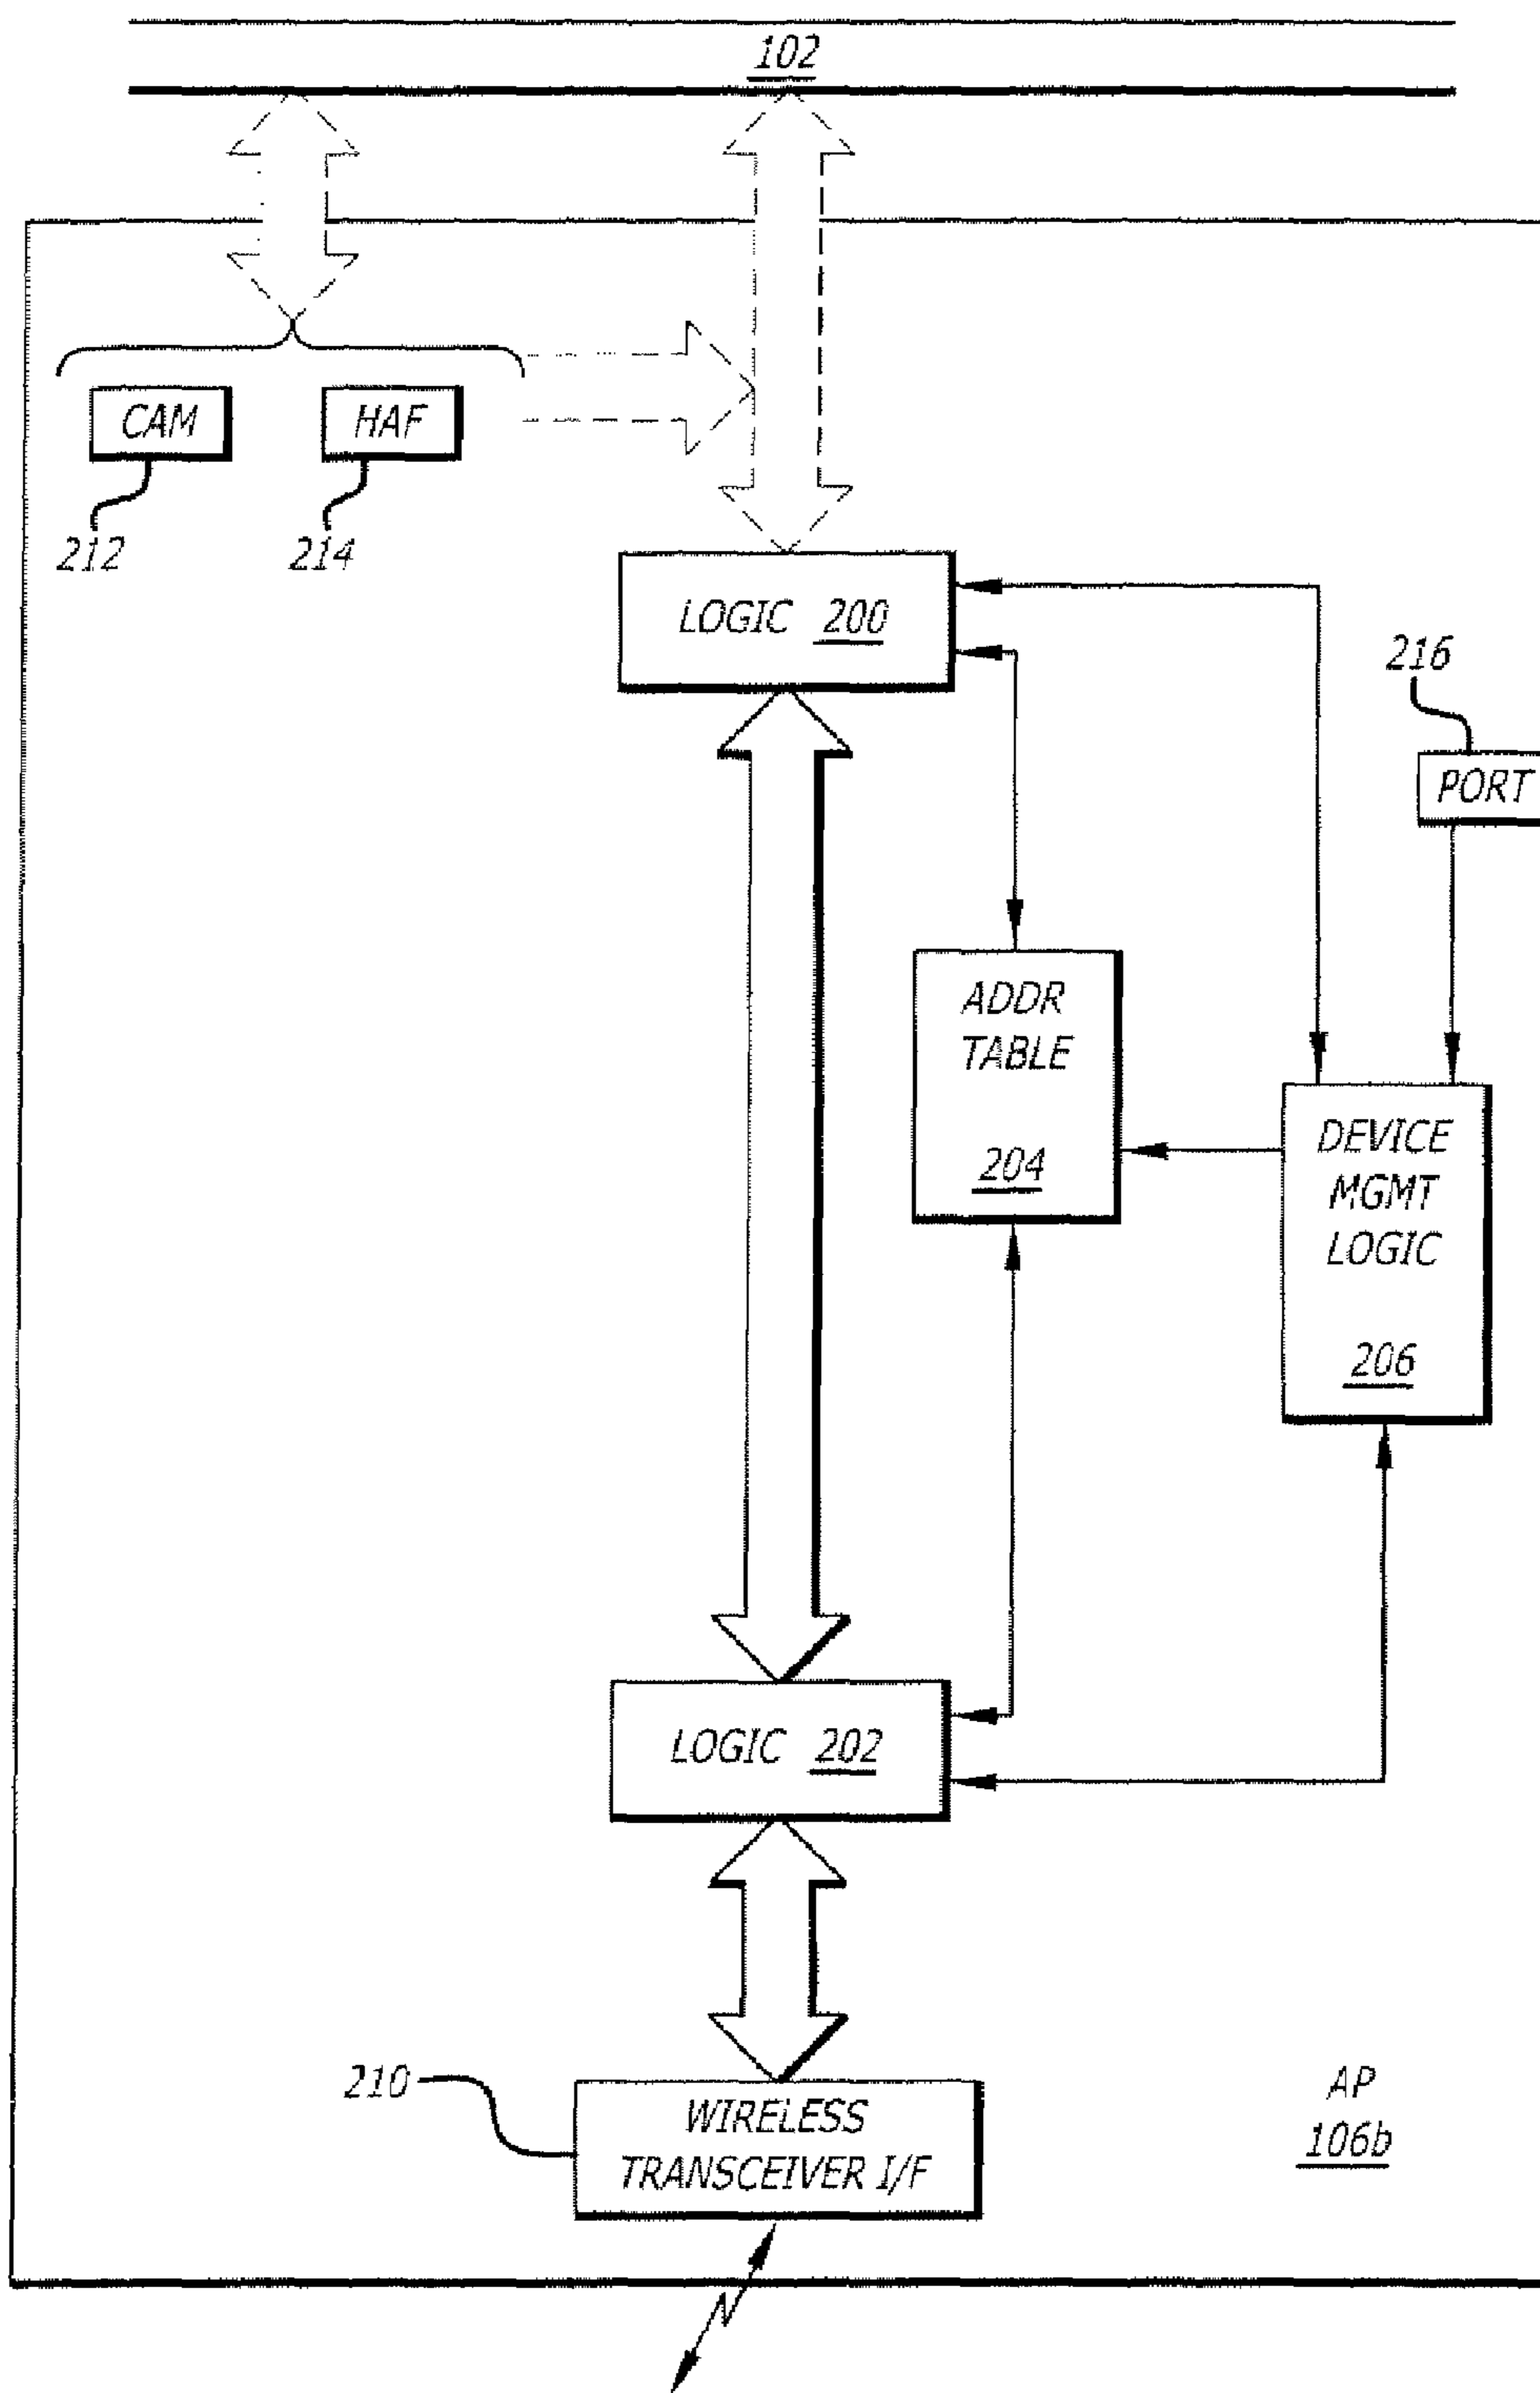 102
CAM
HAF
212
214
LOGIC 200
216
PORT
ADDR
TABLE
204
DEVICE
MGMT
LOGIC
206
LOGIC 202
210
WIRELESS
TRANSCEIVER I/F
AP
106b
N